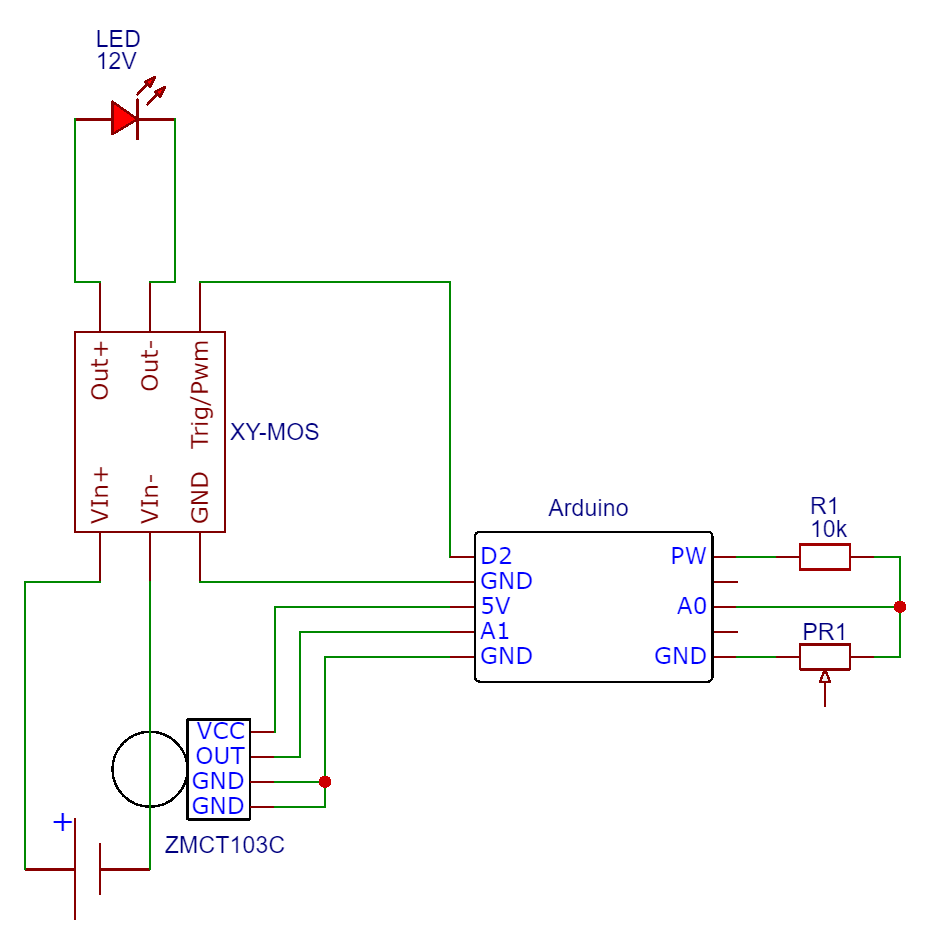 LED
12V
Out+
Out-
Trig/Pwm
VIn+
VIn-
GND
XY-MOS
Arduino
D2
GND
5V
A1
GND
PW
A0
GND
R1
10k
PR1
VCC
OUT
GND
GND
ZMCT103C
+